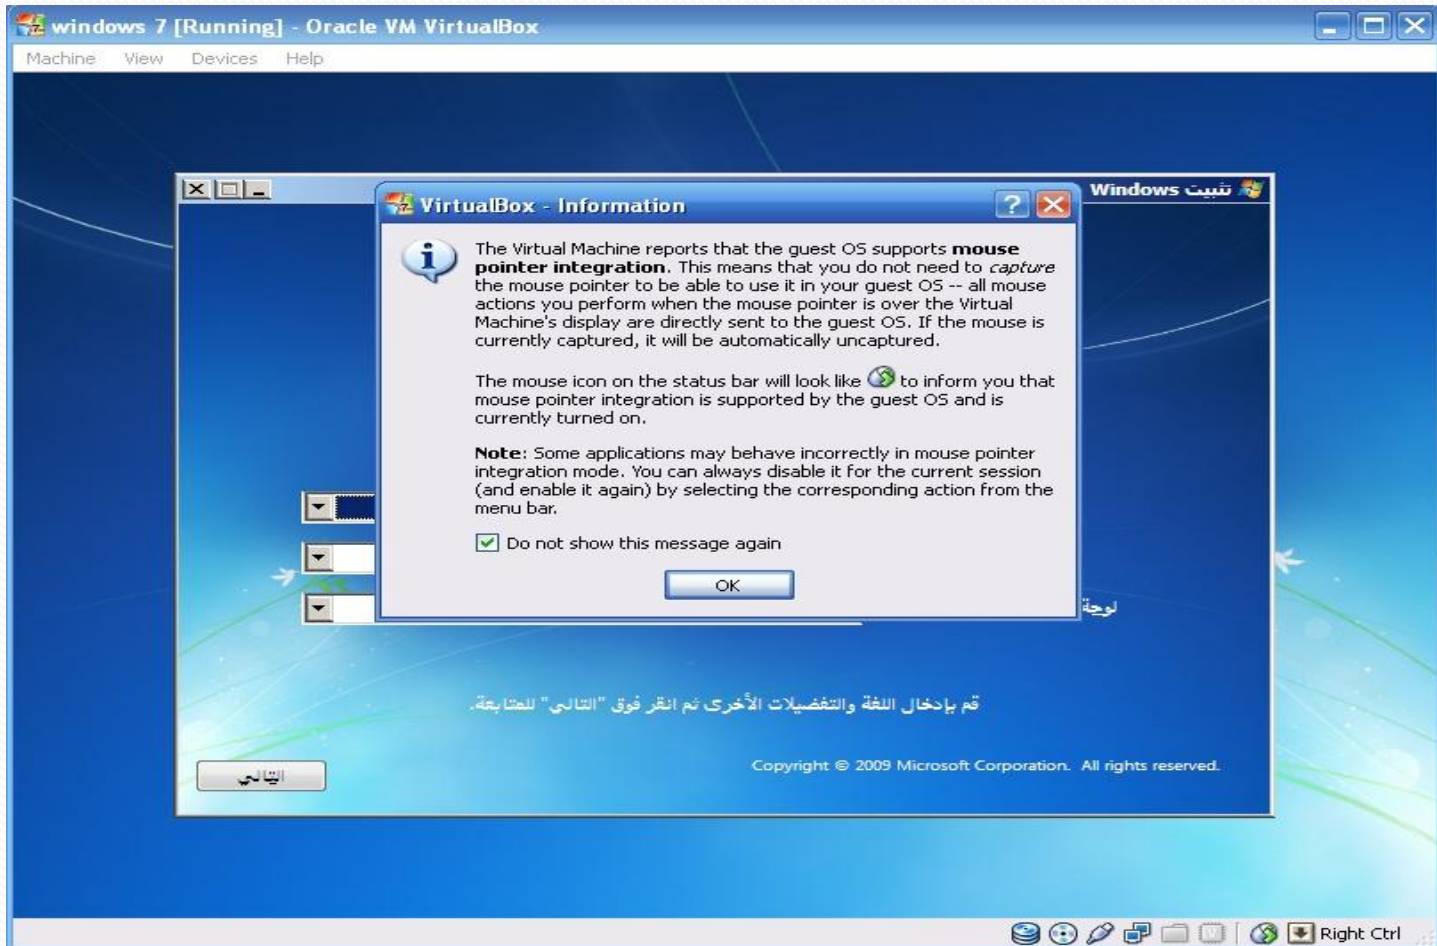 windows 7 [Running] - Oracle VM VirtualBox
Machine View Devices Help
تثبيت Windows
VirtualBox - Information
The Virtual Machine reports that the guest OS supports mouse
pointer integration. This means that you do not need to capture
the mouse pointer to be able to use it in your guest OS -- all mouse
actions you perform when the mouse pointer is over the Virtual
Machine's display are directly sent to the guest OS. If the mouse is
currently captured, it will be automatically uncaptured.
The mouse icon on the status bar will look like to inform you that
mouse pointer integration is supported by the guest OS and is
currently turned on.
Note: Some applications may behave incorrectly in mouse pointer
integration mode. You can always disable it for the current session
(and enable it again) by selecting the corresponding action from the
menu bar.
Do not show this message again
OK
لوحة
قم بإدخال اللغة والتفضيلات الأخرى ثم انقر فوق "التالي" للمتابعة.
Copyright © 2009 Microsoft Corporation. All rights reserved.
التالي
Right Ctrl